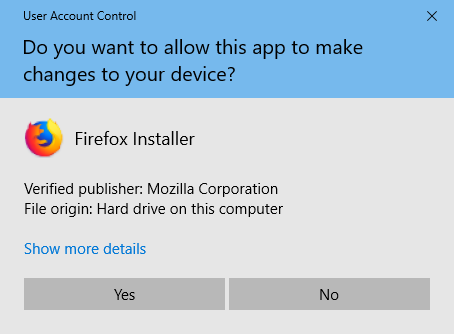 User Account Control
Do you want to allow this app to make
changes to your device?
Firefox Installer
Verified publisher: Mozilla Corporation
File origin: Hard drive on this computer
Show more details
Yes
No